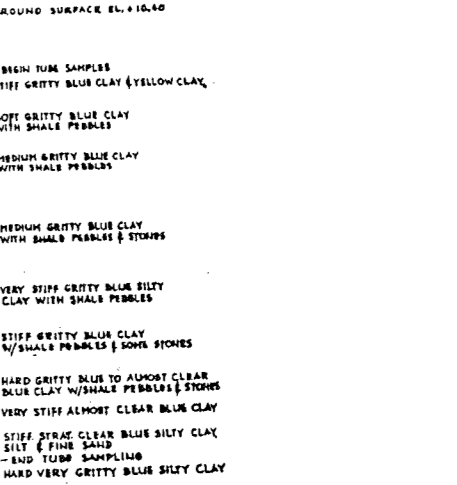 ROUND SURFACE EL. +10.40
BEGIN TUBE SAMPLES
TIFF GRITTY BLUE CLAY & YELLOW CLAY
OFT GRITTY BLUE CLAY
WITH SHALE PEBBLES
MEDIUM GRITTY BLUE CLAY
WITH SHALE PEBBLES
MEDIUM GRITTY BLUE CLAY
WITH SHALE PEBBLES & STONES
VERY STIFF GRITTY BLUE SILTY
CLAY WITH SHALE PEBBLES
STIFF GRITTY BLUE CLAY
W/SHALE PEBBLES & SOME STONES
HARD GRITTY BLUE TO ALMOST CLEAR
BLUE CLAY W/SHALE PEBBLES & STONES
VERY STIFF ALMOST CLEAR BLUE CLAY
STIFF STRAT. CLEAR BLUE SILTY CLAY
SILT & FINE SAND
- END TUBE SAMPLING
HARD VERY GRITTY BLUE SILTY CLAY